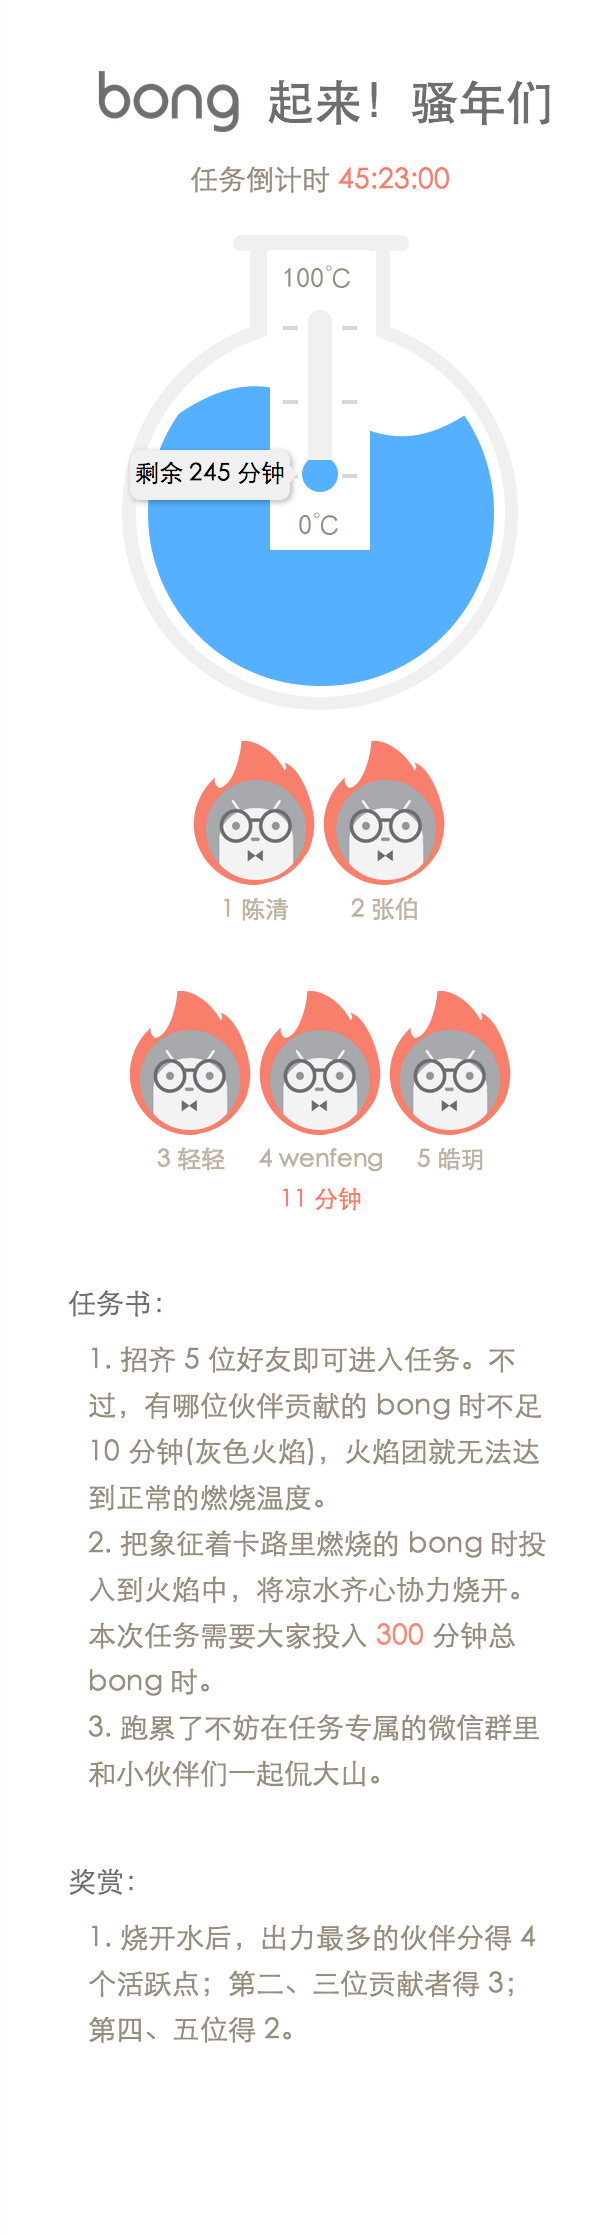 bong 起来！骚年们
任务倒计时 45:23:00
100℃
剩余 245 分钟
0℃
1 陈清 2 张伯
3 轻轻 4 wenfeng 5 皓玥
11 分钟
任务书：
1. 招齐 5 位好友即可进入任务。不
过，有哪位伙伴贡献的 bong 时不足
10 分钟(灰色火焰)，火焰团就无法达
到正常的燃烧温度。
2. 把象征着卡路里燃烧的 bong 时投
入到火焰中，将凉水齐心协力烧开。
本次任务需要大家投入 300 分钟总
bong 时。
3. 跑累了不妨在任务专属的微信群里
和小伙伴们一起侃大山。
奖赏：
1. 烧开水后，出力最多的伙伴分得 4
个活跃点；第二、三位贡献者得 3；
第四、五位得 2。